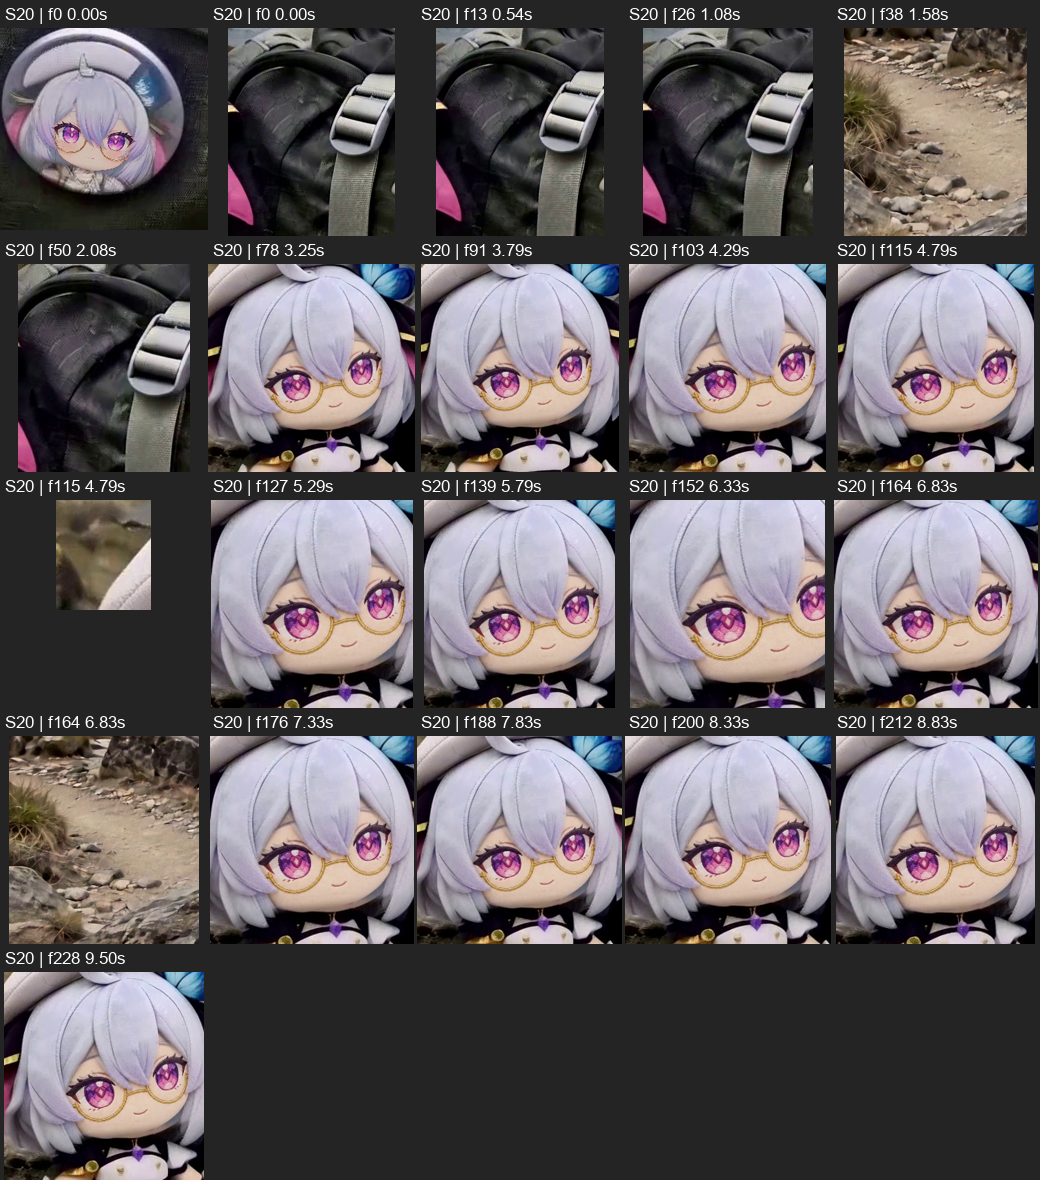 S20 | f0 0.00s
S20 | f0 0.00s
S20 | f13 0.54s
S20 | f26 1.08s
S20 | f38 1.58s
S20 | f50 2.08s
S20 | f78 3.25s
S20 | f91 3.79s
S20 | f103 4.29s
S20 | f115 4.79s
S20 | f115 4.79s
S20 | f127 5.29s
S20 | f139 5.79s
S20 | f152 6.33s
S20 | f164 6.83s
S20 | f164 6.83s
S20 | f176 7.33s
S20 | f188 7.83s
S20 | f200 8.33s
S20 | f212 8.83s
S20 | f228 9.50s